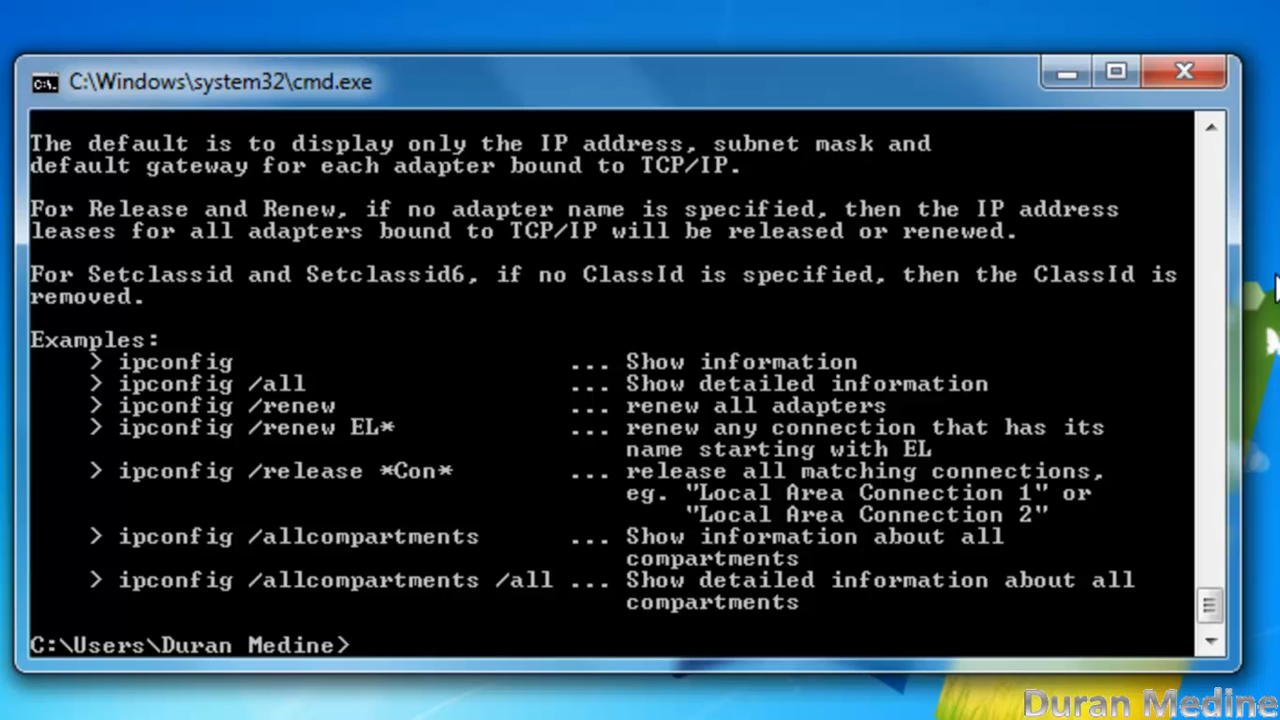 C:\Windows\system32\cmd.exe
The default is to display only the IP address, subnet mask and
default gateway for each adapter bound to TCP/IP.
For Release and Renew, if no adapter name is specified, then the IP address
leases for all adapters bound to TCP/IP will be released or renewed.
For Setclassid and Setclassid6, if no ClassId is specified, then the ClassId is
removed.
Examples:
> ipconfig ... Show information
> ipconfig /all ... Show detailed information
> ipconfig /renew ... renew all adapters
> ipconfig /renew EL* ... renew any connection that has its
name starting with EL
> ipconfig /release *Con* ... release all matching connections,
eg. "Local Area Connection 1" or
"Local Area Connection 2"
> ipconfig /allcompartments ... Show information about all
compartments
> ipconfig /allcompartments /all ... Show detailed information about all
compartments
C:\Users\Duran Medine>
Duran Medine